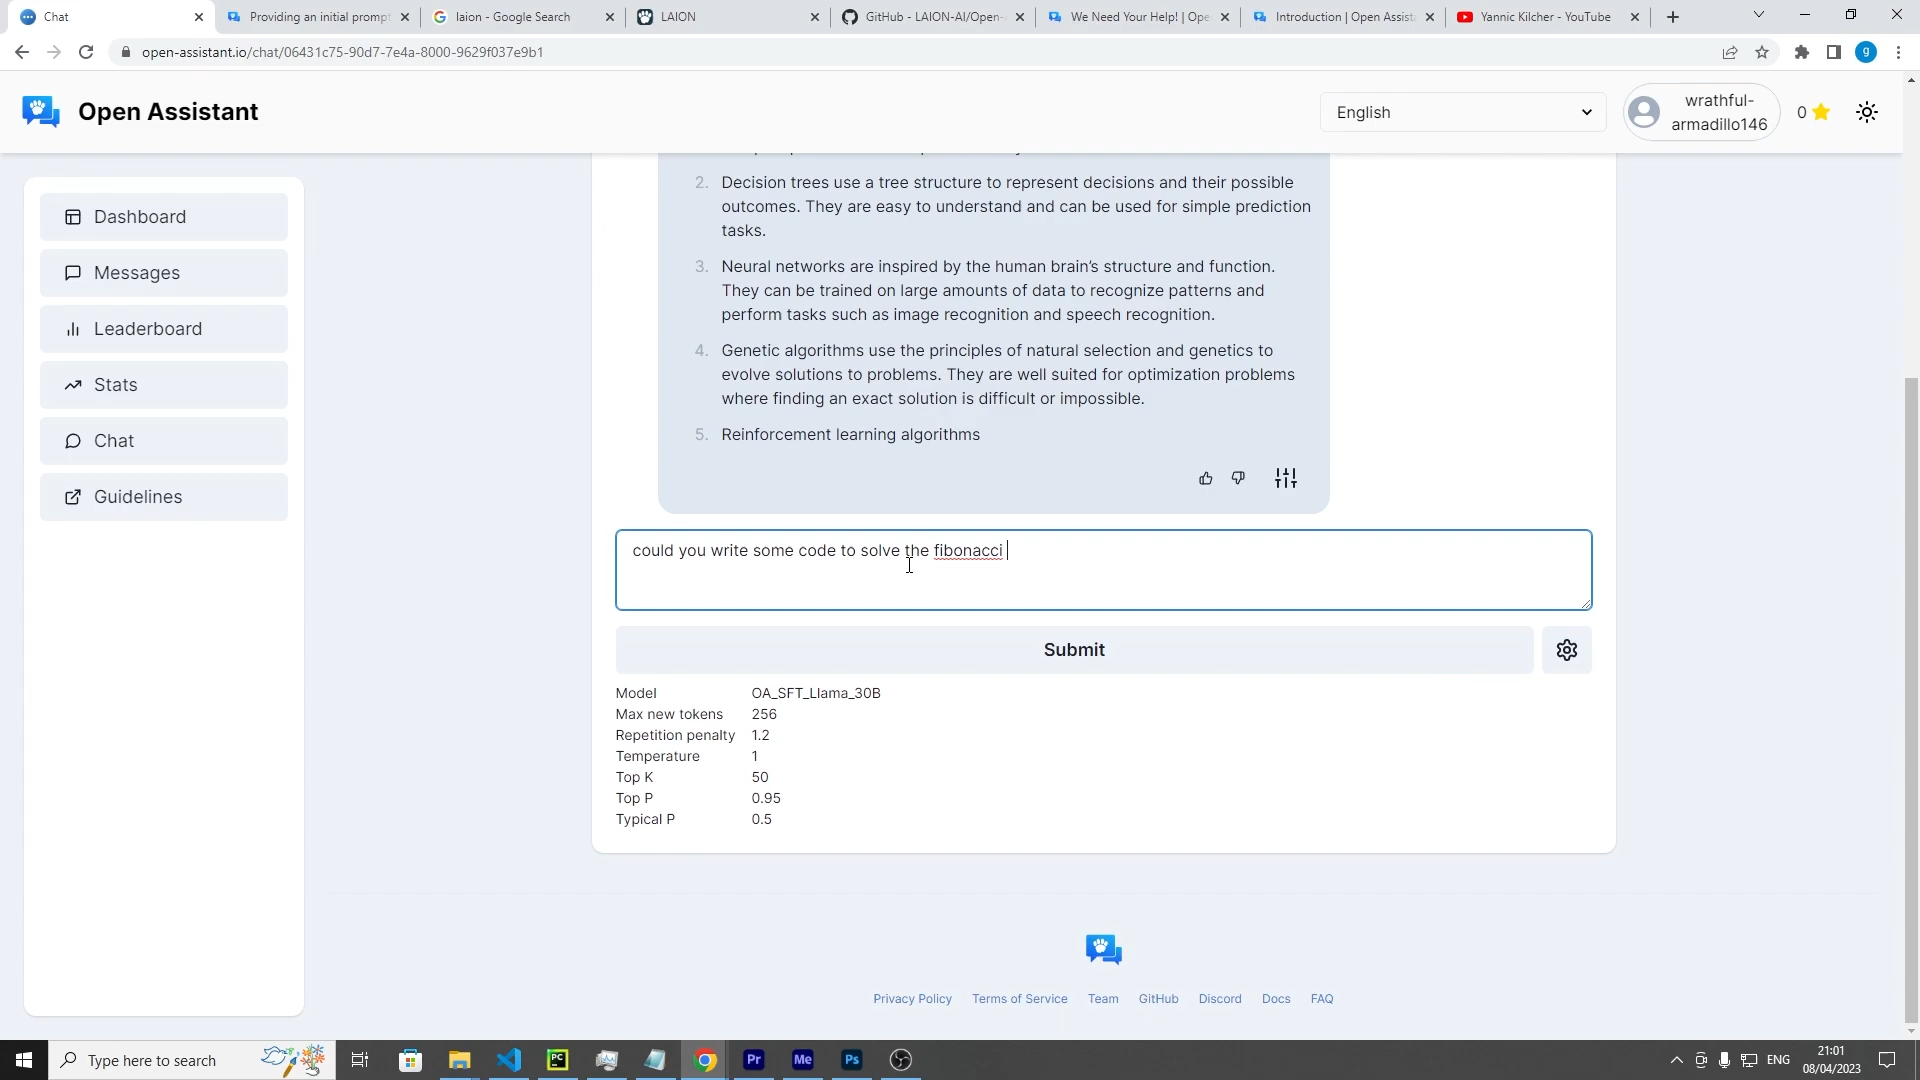 Chat
Providing an initial prompt
laion - Google Search
LAION
GitHub - LAION-AI/Open-
We Need Your Help! | Ope
Introduction | Open Assist
Yannic Kilcher - YouTube
open-assistant.io/chat/06431c75-90d7-7e4a-8000-9629f037e9b1
g
Open Assistant
English
wrathful-
armadillo146
0
Dashboard
Messages
Leaderboard
Stats
Chat
Guidelines
2. Decision trees use a tree structure to represent decisions and their possible
outcomes. They are easy to understand and can be used for simple prediction
tasks.
3. Neural networks are inspired by the human brain’s structure and function.
They can be trained on large amounts of data to recognize patterns and
perform tasks such as image recognition and speech recognition.
4. Genetic algorithms use the principles of natural selection and genetics to
evolve solutions to problems. They are well suited for optimization problems
where finding an exact solution is difficult or impossible.
5. Reinforcement learning algorithms
could you write some code to solve the fibonacci
Submit
Model OA_SFT_Llama_30B
Max new tokens 256
Repetition penalty 1.2
Temperature 1
Top K 50
Top P 0.95
Typical P 0.5
Privacy Policy Terms of Service Team GitHub Discord Docs FAQ
Type here to search
PC
Pr
Me
Ps
ENG
21:01
08/04/2023